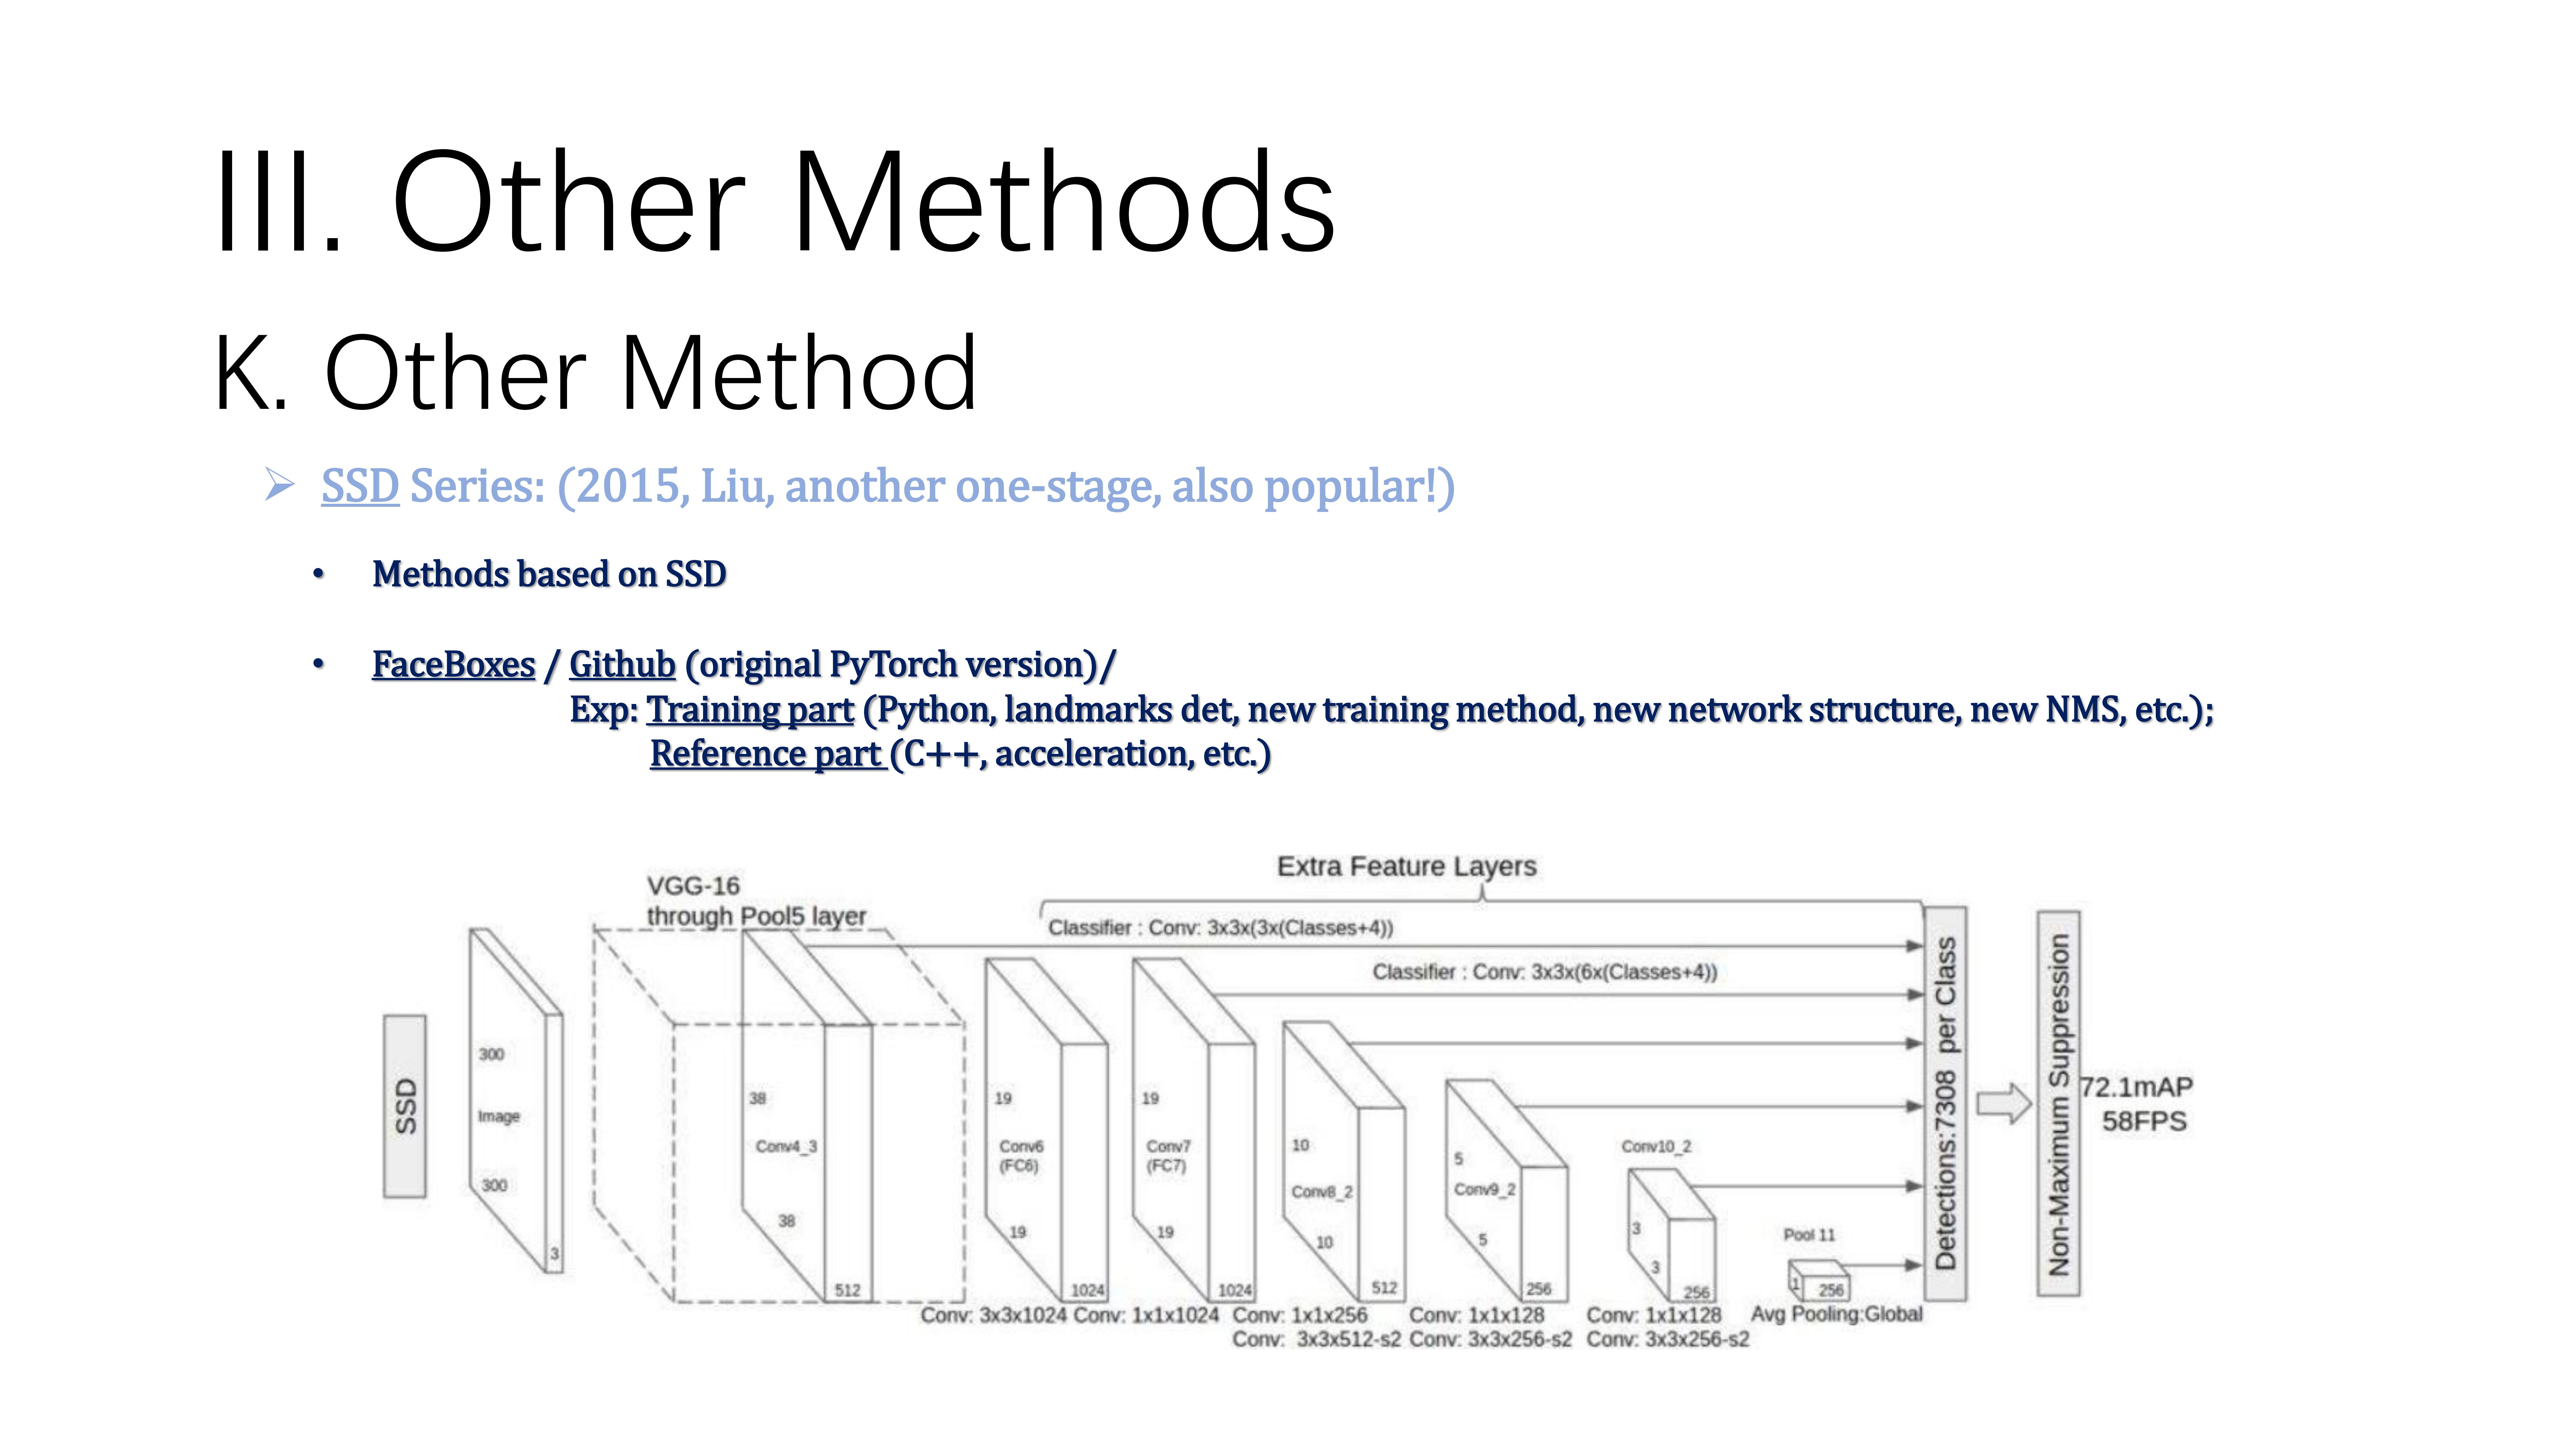 III. Other Methods
K. Other Method
➢ SSD Series: (2015, Liu, another one-stage, also popular!)
• Methods based on SSD
• FaceBoxes / Github (original PyTorch version)/
Exp: Training part (Python, landmarks det, new training method, new network structure, new NMS, etc.);
Reference part (C++, acceleration, etc.)
Extra Feature Layers
VGG-16
through Pool5 layer
Classifier : Conv: 3x3x(3x(Classes+4))
Classifier : Conv: 3x3x(6x(Classes+4))
SSD
300
Image
300
3
38
Conv4_3
38
512
19
Conv6
(FC6)
19
1024
19
Conv7
(FC7)
19
1024
10
Conv8_2
10
512
5
Conv9_2
5
256
Conv10_2
3
3
256
Pool 11
1
256
Conv: 3x3x1024
Conv: 1x1x1024
Conv: 1x1x256
Conv: 3x3x512-s2
Conv: 1x1x128
Conv: 3x3x256-s2
Conv: 1x1x128
Conv: 3x3x256-s2
Avg Pooling:Global
Detections:7308 per Class
Non-Maximum Suppression
72.1mAP
58FPS